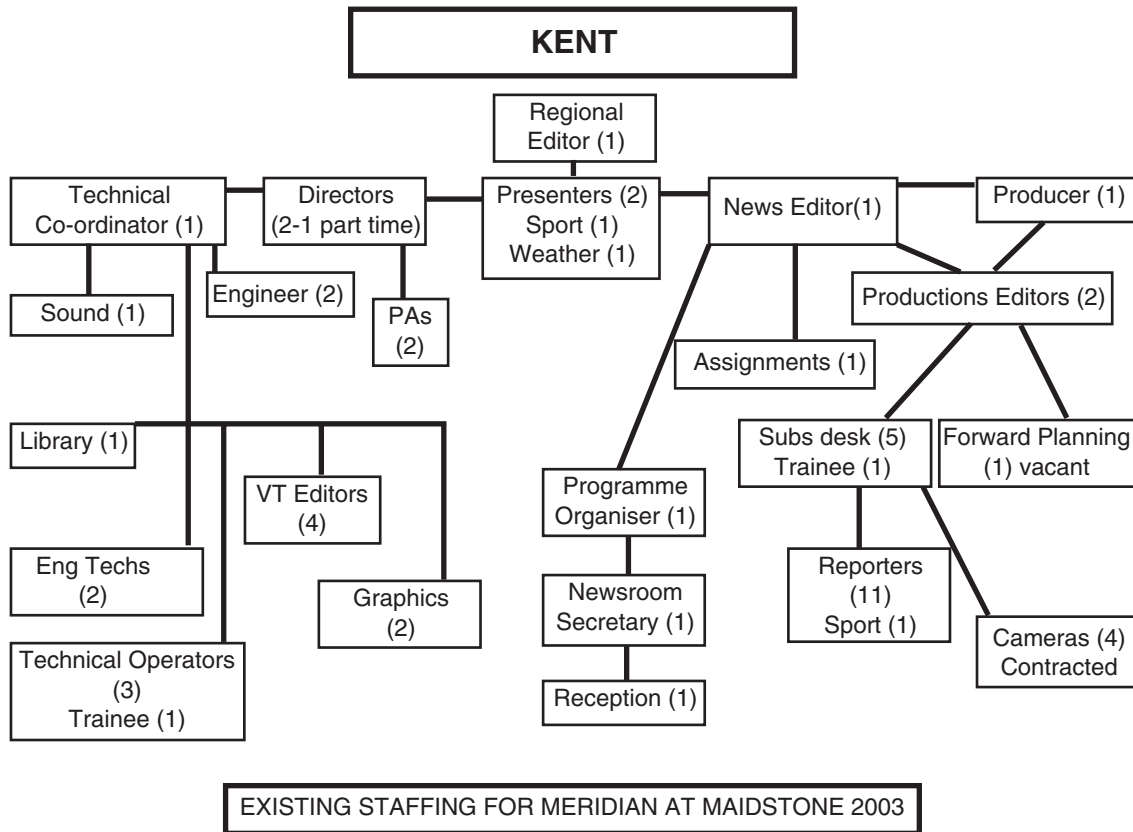 KENT
Regional
Editor (1)
Technical
Co-ordinator (1)
Directors
(2-1 part time)
Presenters (2)
Sport (1)
Weather (1)
News Editor(1)
Producer (1)
Sound (1)
Engineer (2)
PAs
(2)
Productions Editors (2)
Assignments (1)
Library (1)
VT Editors
(4)
Programme
Organiser (1)
Subs desk (5)
Trainee (1)
Forward Planning
(1) vacant
Eng Techs
(2)
Graphics
(2)
Newsroom
Secretary (1)
Reporters
(11)
Sport (1)
Cameras (4)
Contracted
Technical Operators
(3)
Trainee (1)
Reception (1)
EXISTING STAFFING FOR MERIDIAN AT MAIDSTONE 2003